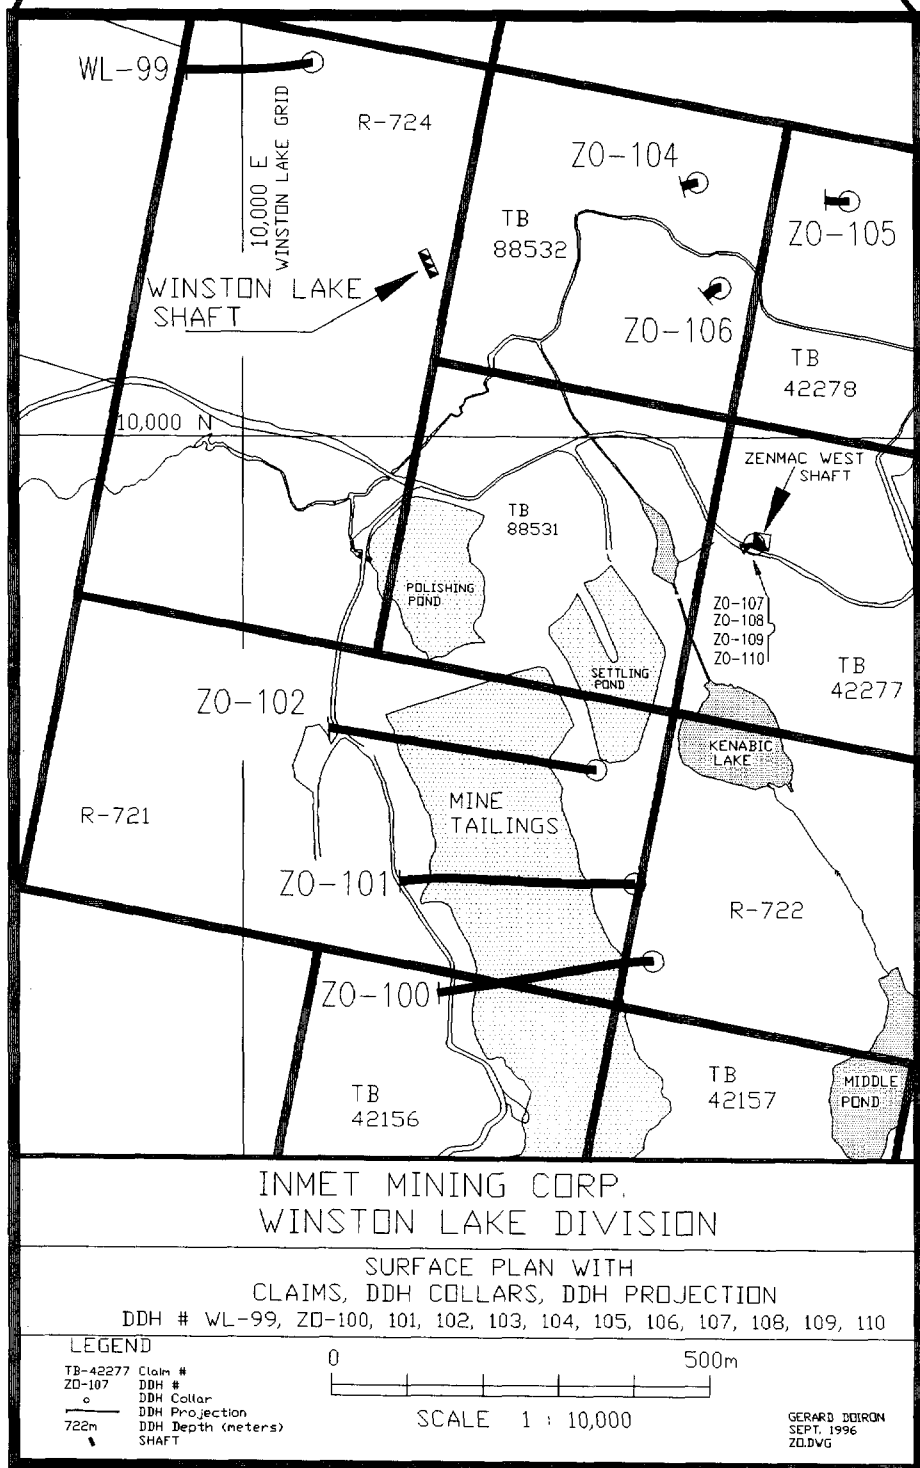 WL-99
R-724
10,000 E
WINSTON LAKE GRID
ZO-104
TB
88532
ZO-105
WINSTON LAKE
SHAFT
ZO-106
TB
42278
10,000 N
ZENMAC WEST
SHAFT
TB
88531
POLISHING
POND
ZO-107
ZO-108
ZO-109
ZO-110
SETTLING
POND
TB
42277
ZO-102
KENABIC
LAKE
R-721
MINE
TAILINGS
ZO-101
R-722
ZO-100
TB
42156
TB
42157
MIDDLE
POND
INMET MINING CORP.
WINSTON LAKE DIVISION
SURFACE PLAN WITH
CLAIMS, DDH COLLARS, DDH PROJECTION
DDH # WL-99, ZO-100, 101, 102, 103, 104, 105, 106, 107, 108, 109, 110
LEGEND
TB-42277 Claim #
ZO-107 DDH #
DDH Collar
DDH Projection
722m DDH Depth (meters)
SHAFT
0 500m
SCALE 1 : 10,000
GERARD BOIRON
SEPT. 1996
ZO.DWG